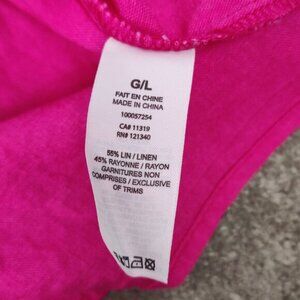 G/L
FAIT EN CHINE
MADE IN CHINA
100057254
CA# 11319
RN# 121340
55% LIN / LINEN
45% RAYONNE / RAYON
GARNITURES NON
COMPRISES / EXCLUSIVE
OF TRIMS